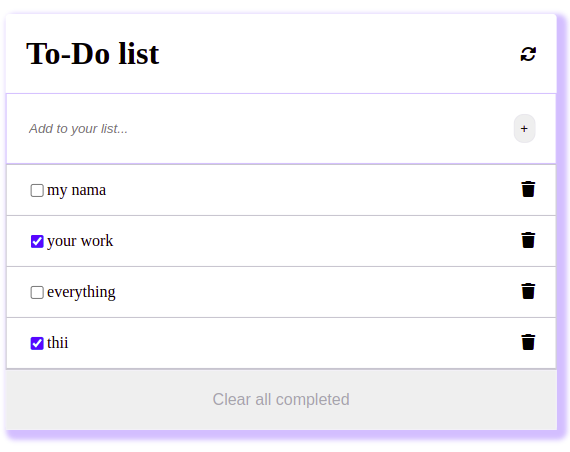 To-Do list
Add to your list...
+
my nama
your work
everything
thii
Clear all completed